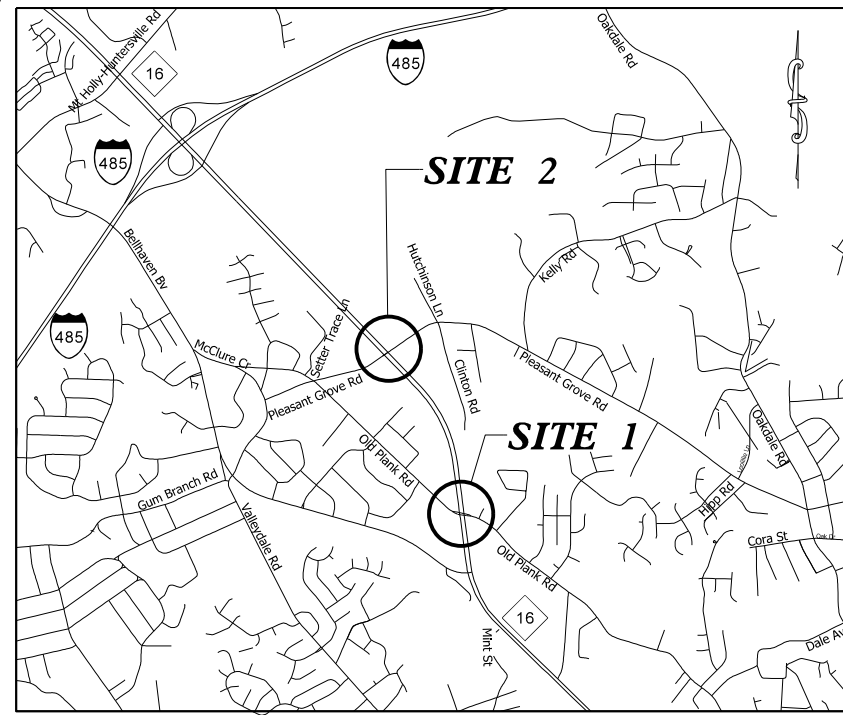 Oakdale Rd
Mt Holly-Huntersville Rd
485
16
485
SITE 2
Bellhaven Bv
Hutchinson Ln
Kelly Rd
485
Setter Trace Ln
McClure Cr
Clinton Rd
Pleasant Grove Rd
Pleasant Grove Rd
SITE 1
Oakdale Rd
Old Plank Rd
Gum Branch Rd
Hipp Rd
Valleydale Rd
Cora St
Old Plank Rd
16
Mint St
Dale Av